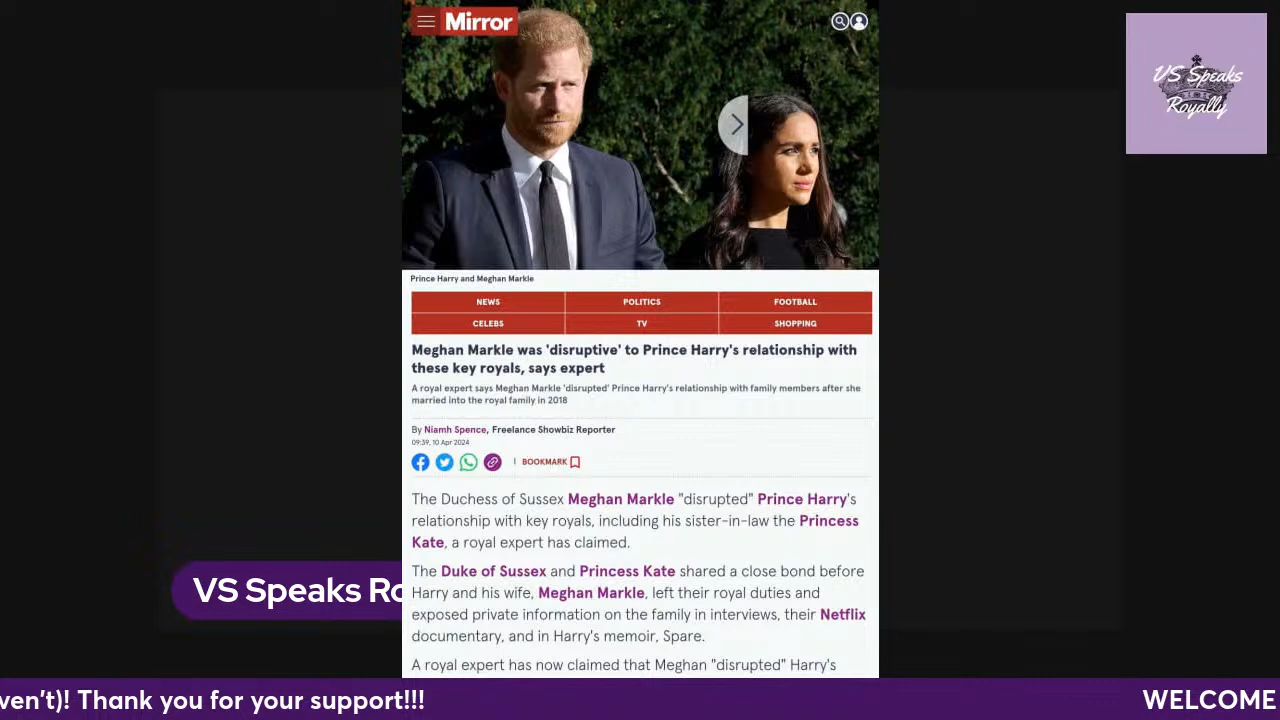 Mirror
VS Speaks
Royally
Prince Harry and Meghan Markle
NEWS POLITICS FOOTBALL
CELEBS TV SHOPPING
Meghan Markle was 'disruptive' to Prince Harry's relationship with
these key royals, says expert
A royal expert says Meghan Markle 'disrupted' Prince Harry's relationship with family members after she
married into the royal family in 2018
By Niamh Spence, Freelance Showbiz Reporter
09:39, 10 Apr 2024
BOOKMARK
The Duchess of Sussex Meghan Markle "disrupted" Prince Harry's
relationship with key royals, including his sister-in-law the Princess
Kate, a royal expert has claimed.
The Duke of Sussex and Princess Kate shared a close bond before
Harry and his wife, Meghan Markle, left their royal duties and
exposed private information on the family in interviews, their Netflix
documentary, and in Harry's memoir, Spare.
A royal expert has now claimed that Meghan "disrupted" Harry's
VS Speaks Ro
ven't)! Thank you for your support!!! WELCOME